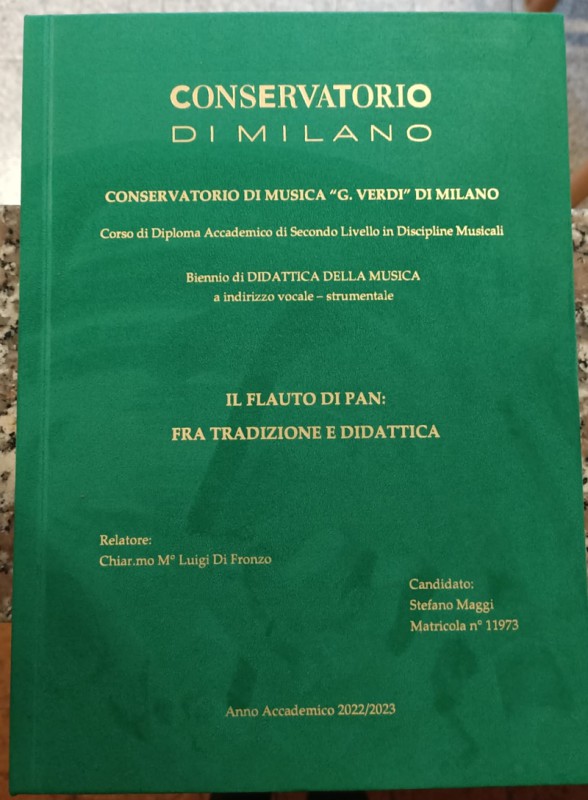 CONSERVATORIO
DI MILANO
CONSERVATORIO DI MUSICA “G. VERDI” DI MILANO
Corso di Diploma Accademico di Secondo Livello in Discipline Musicali
Biennio di DIDATTICA DELLA MUSICA
a indirizzo vocale – strumentale
IL FLAUTO DI PAN:
FRA TRADIZIONE E DIDATTICA
Relatore:
Chiar.mo M° Luigi Di Fronzo
Candidato:
Stefano Maggi
Matricola n° 11973
Anno Accademico 2022/2023